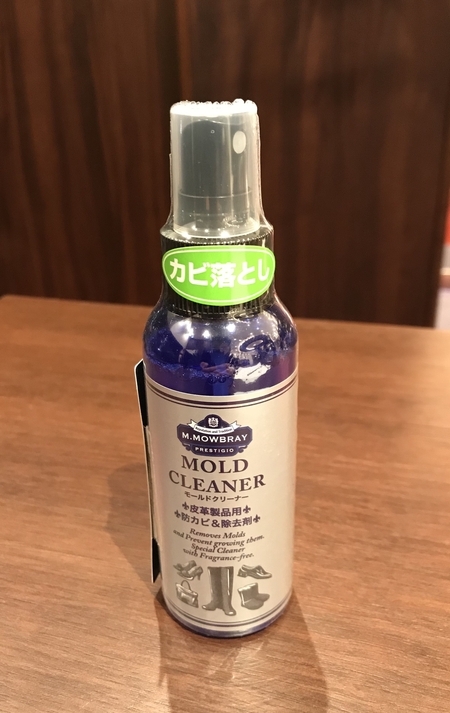 カビ落とし
M.MOWBRAY
PRESTIGIO
MOLD
CLEANER
モールドクリーナー
皮革製品用
防カビ&除去剤
Removes Molds
and Prevent growing them.
Special Cleaner
with Fragrance-free.